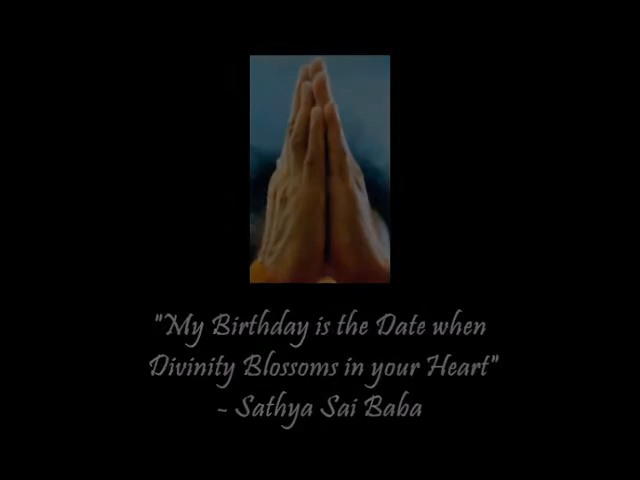 "My Birthday is the Date when
Divinity Blossoms in your Heart"
~ Sathya Sai Baba